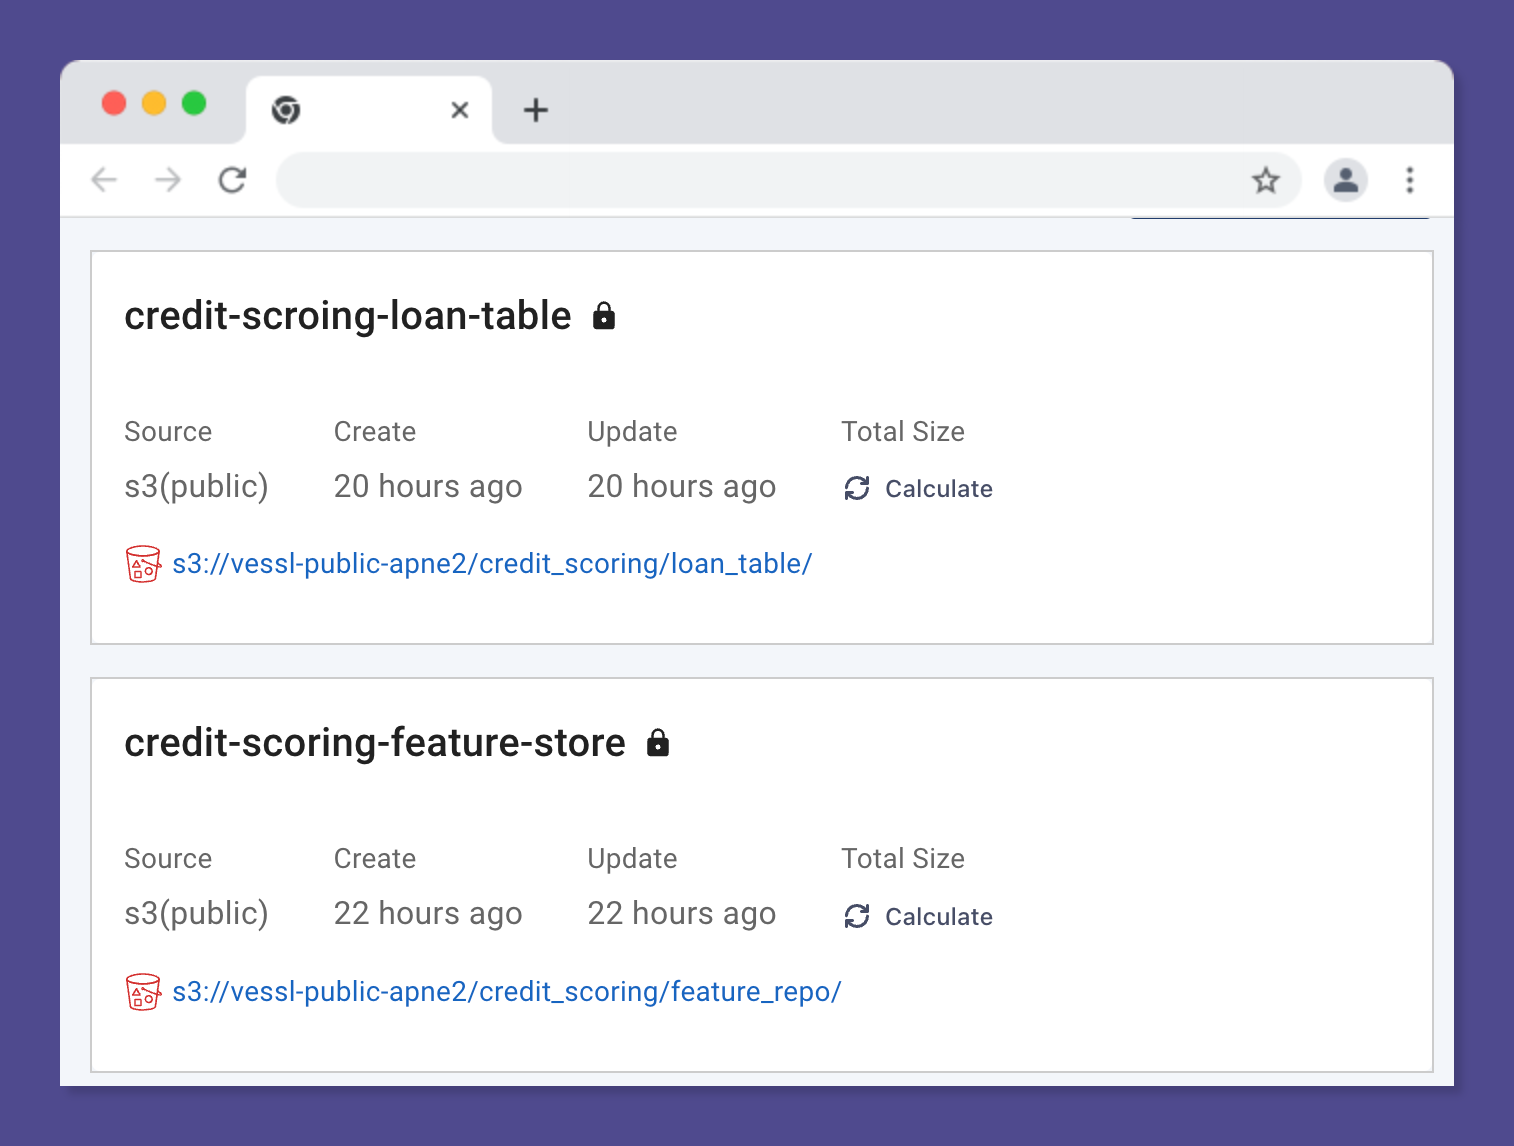 credit-scroing-loan-table
Source Create Update Total Size
s3(public) 20 hours ago 20 hours ago Calculate
s3://vessl-public-apne2/credit_scoring/loan_table/
credit-scoring-feature-store
Source Create Update Total Size
s3(public) 22 hours ago 22 hours ago Calculate
s3://vessl-public-apne2/credit_scoring/feature_repo/